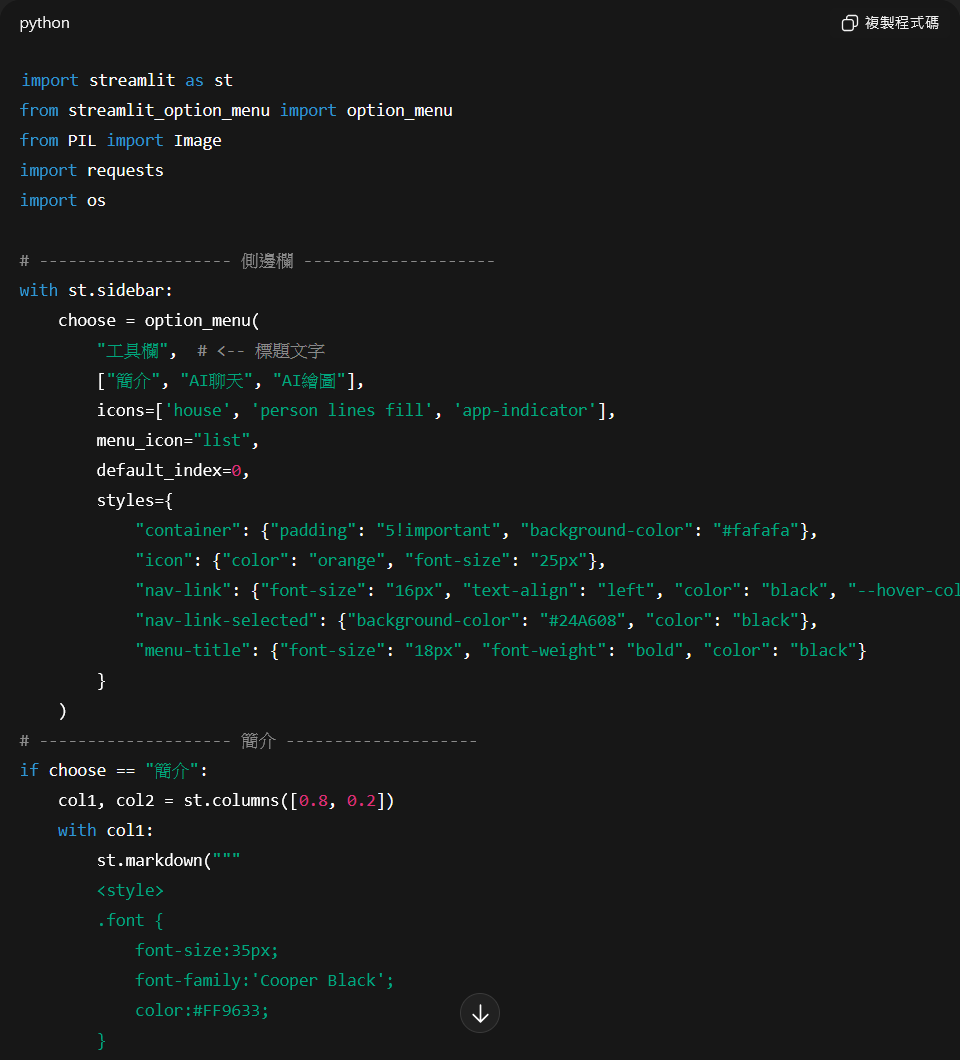 python
複製程式碼
import streamlit as st
from streamlit_option_menu import option_menu
from PIL import Image
import requests
import os
# -------------------- 側邊欄 --------------------
with st.sidebar:
    choose = option_menu(
        "工具欄",  # <-- 標題文字
        ["簡介", "AI聊天", "AI繪圖"],
        icons=['house', 'person lines fill', 'app-indicator'],
        menu_icon="list",
        default_index=0,
        styles={
            "container": {"padding": "5!important", "background-color": "#fafafa"},
            "icon": {"color": "orange", "font-size": "25px"},
            "nav-link": {"font-size": "16px", "text-align": "left", "color": "black", "--hover-col
            "nav-link-selected": {"background-color": "#24A608", "color": "black"},
            "menu-title": {"font-size": "18px", "font-weight": "bold", "color": "black"}
        }
    )
# -------------------- 簡介 --------------------
if choose == "簡介":
    col1, col2 = st.columns([0.8, 0.2])
    with col1:
        st.markdown("""
        <style>
        .font {
            font-size:35px;
            font-family:'Cooper Black';
            color:#FF9633;
        }